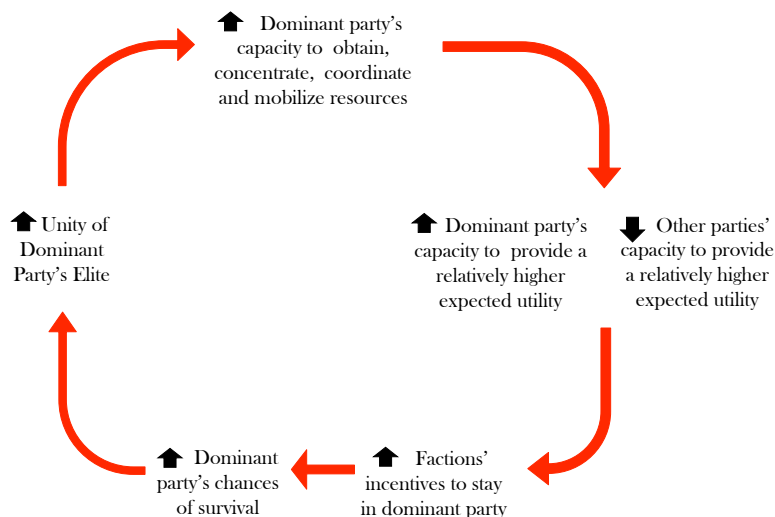 Dominant party's
capacity to obtain,
concentrate, coordinate
and mobilize resources
Unity of
Dominant
Party's Elite
Dominant party's
capacity to provide a
relatively higher
expected utility
Other parties'
capacity to provide
a relatively higher
expected utility
Dominant
party's chances
of survival
Factions'
incentives to stay
in dominant party